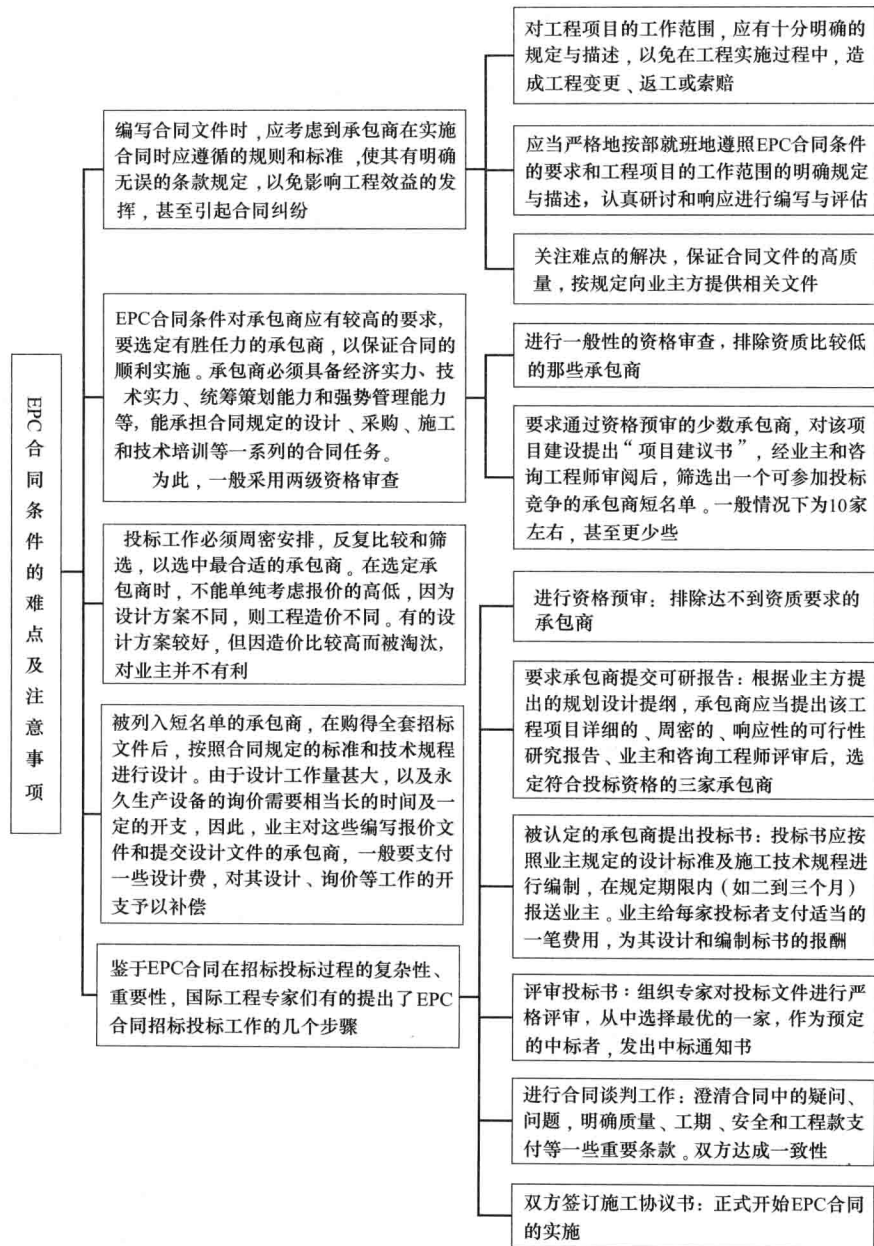 EPC合同条件的难点及注意事项
编写合同文件时，应考虑到承包商在实施
合同时应遵循的规则和标准，使其有明确
无误的条款规定，以免影响工程效益的发
挥，甚至引起合同纠纷
对工程项目的工作范围，应有十分明确的
规定与描述，以免在工程实施过程中，造
成工程变更、返工或索赔
应当严格地按部就班地遵照EPC合同条件
的要求和工程项目的工作范围的明确规定
与描述，认真研讨和响应进行编写与评估
关注难点的解决，保证合同文件的高质
量，按规定向业主方提供相关文件
EPC合同条件对承包商应有较高的要求，
要选定有胜任力的承包商，以保证合同的
顺利实施。承包商必须具备经济实力、技
术实力、统筹策划能力和强势管理能力
等，能承担合同规定的设计、采购、施工
和技术培训等一系列的合同任务。
为此，一般采用两级资格审查
进行一般性的资格审查，排除资质比较低
的那些承包商
要求通过资格预审的少数承包商，对该项
目建设提出“项目建议书”，经业主和咨
询工程师审阅后，筛选出一个可参加投标
竞争的承包商短名单。一般情况下为10家
左右，甚至更少些
投标工作必须周密安排，反复比较和筛
选，以选中最合适的承包商。在选定承
包商时，不能单纯考虑报价的高低，因为
设计方案不同，则工程造价不同。有的设
计方案较好，但因造价比较高而被淘汰，
对业主并不有利
被列入短名单的承包商，在购得全套招标
文件后，按照合同规定的标准和技术规程
进行设计。由于设计工作量甚大，以及永
久生产设备的询价需要相当长的时间及一
定的开支，因此，业主对这些编写报价文
件和提交设计文件的承包商，一般要支付
一些设计费，对其设计、询价等工作的开
支予以补偿
鉴于EPC合同在招标投标过程的复杂性、
重要性，国际工程专家们有的提出了EPC
合同招标投标工作的几个步骤
进行资格预审：排除达不到资质要求的
承包商
要求承包商提交可研报告：根据业主方提
出的规划设计提纲，承包商应当提出该工
程项目详细的、周密的、响应性的可行性
研究报告、业主和咨询工程师评审后，选
定符合投标资格的三家承包商
被认定的承包商提出投标书：投标书应按
照业主规定的设计标准及施工技术规程进
行编制，在规定期限内（如二到三个月）
报送业主。业主给每家投标者支付适当的
一笔费用，为其设计和编制标书的报酬
评审投标书：组织专家对投标文件进行严
格评审，从中选择最优的一家，作为预定
的中标者，发出中标通知书
进行合同谈判工作：澄清合同中的疑问、
问题，明确质量、工期、安全和工程款支
付等一些重要条款。双方达成一致性
双方签订施工协议书：正式开始EPC合同
的实施